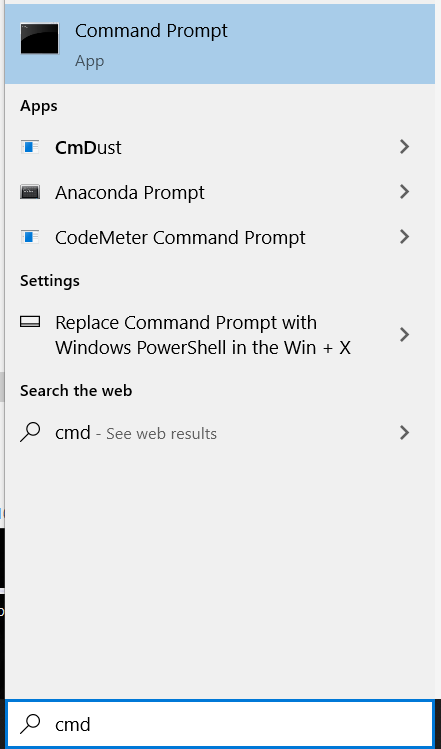 Command Prompt
App
Apps
CmDust
Anaconda Prompt
CodeMeter Command Prompt
Settings
Replace Command Prompt with
Windows PowerShell in the Win + X
Search the web
cmd - See web results
cmd